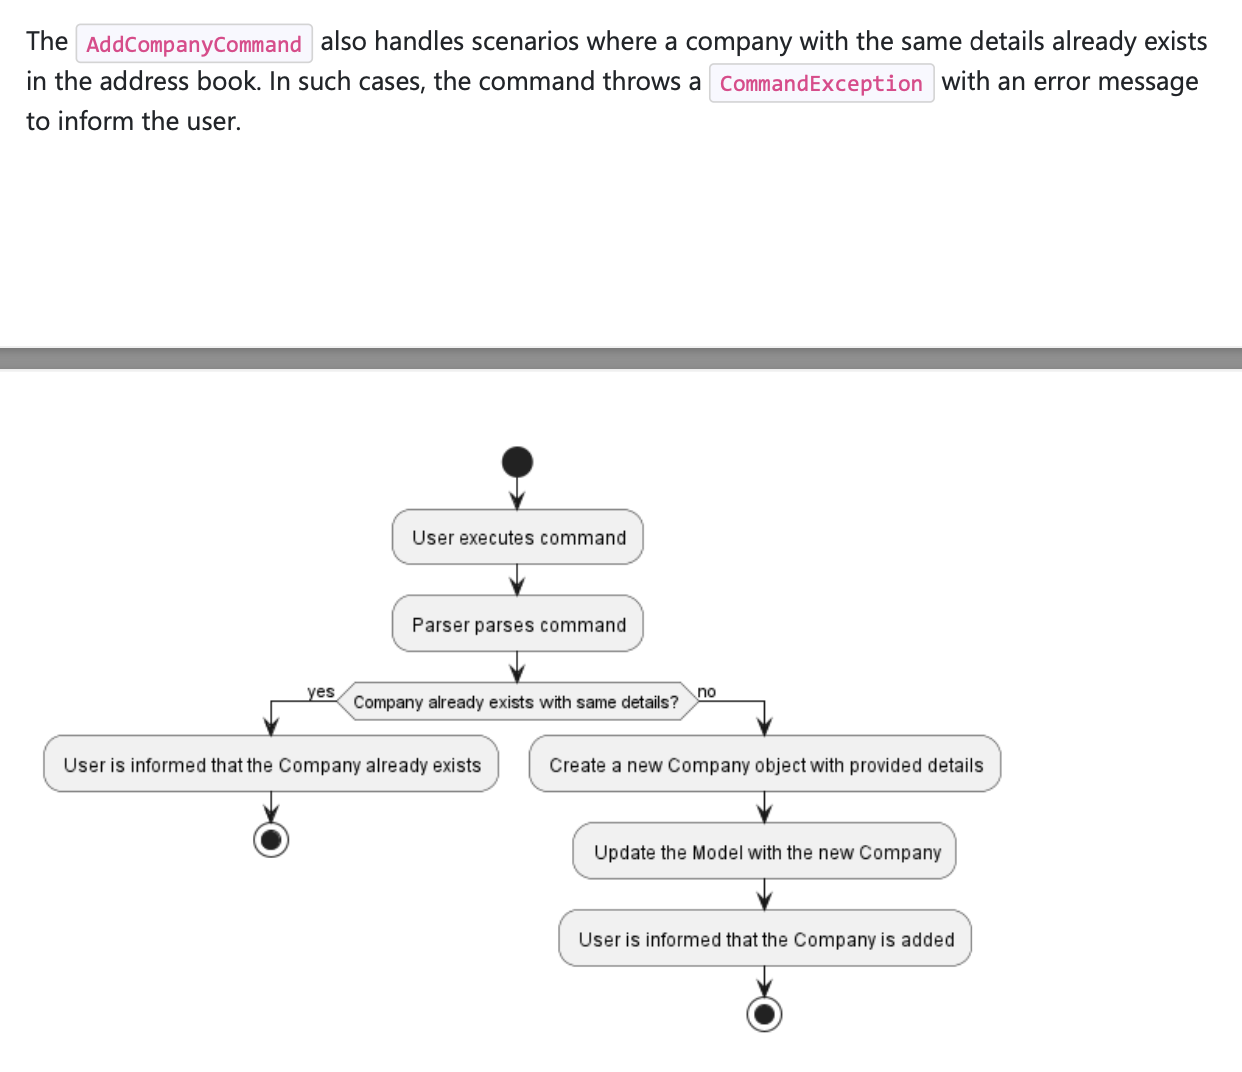 The AddCompanyCommand also handles scenarios where a company with the same details already exists
in the address book. In such cases, the command throws a CommandException with an error message
to inform the user.
User executes command
Parser parses command
yes
Company already exists with same details?
no
User is informed that the Company already exists
Create a new Company object with provided details
Update the Model with the new Company
User is informed that the Company is added